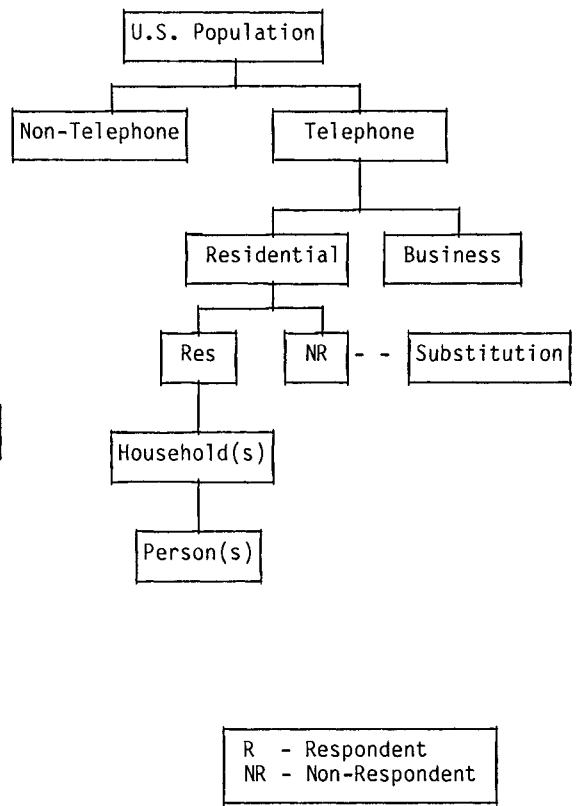 U.S. Population
Non-Telephone
Telephone
Residential
Business
Res
NR - - Substitution
Household(s)
Person(s)
R - Respondent
NR - Non-Respondent